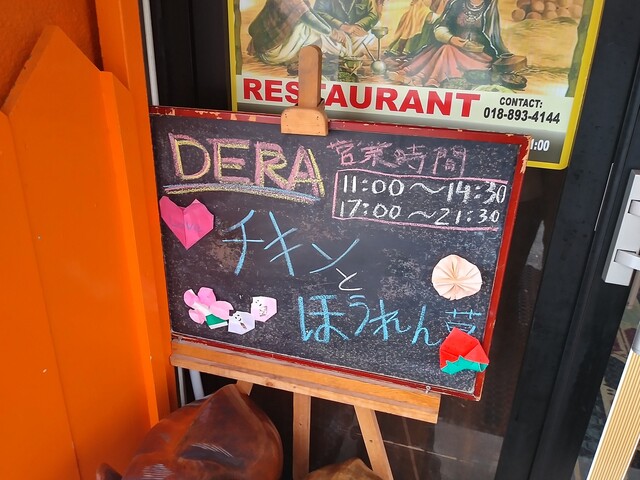 RESTAURANT
CONTACT:
018-893-4144
DERA
営業時間
11:00～14:30
17:00～21:30
チキン
と
ほうれん草